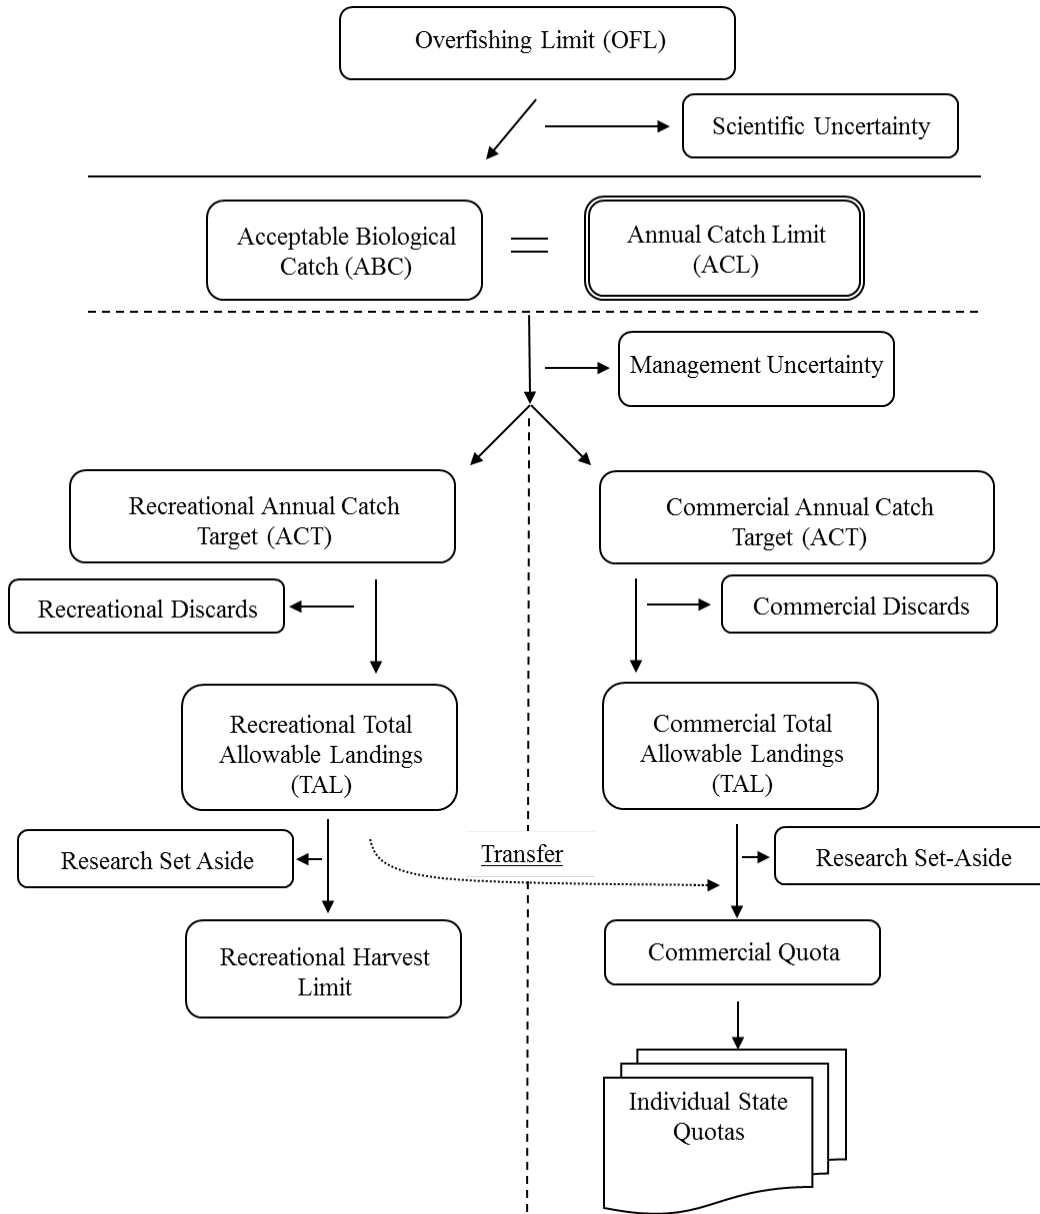 Overfishing Limit (OFL)
Scientific Uncertainty
Acceptable Biological
Catch (ABC)
Annual Catch Limit
(ACL)
Management Uncertainty
Recreational Annual Catch
Target (ACT)
Commercial Annual Catch
Target (ACT)
Recreational Discards
Commercial Discards
Recreational Total
Allowable Landings
(TAL)
Commercial Total
Allowable Landings
(TAL)
Research Set Aside
Transfer
Research Set-Aside
Recreational Harvest
Limit
Commercial Quota
Individual State
Quotas